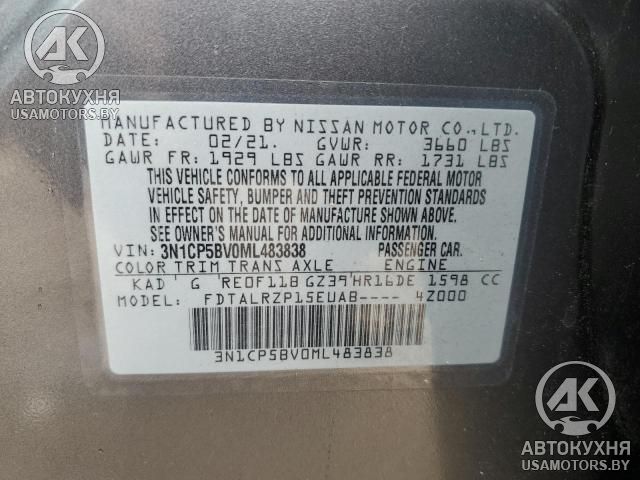 AK
АВТОКУХНЯ
USAMOTORS.BY
MANUFACTURED BY NISSAN MOTOR CO.,LTD.
DATE: 02/21. GVWR: 3660 LBS
GAWR FR: 1929 LBS GAWR RR: 1731 LBS
THIS VEHICLE CONFORMS TO ALL APPLICABLE FEDERAL MOTOR
VEHICLE SAFETY, BUMPER AND THEFT PREVENTION STANDARDS
IN EFFECT ON THE DATE OF MANUFACTURE SHOWN ABOVE.
SEE OWNER'S MANUAL FOR ADDITIONAL INFORMATION.
VIN: 3N1CP5BV0ML483838 PASSENGER CAR.
COLOR TRIM TRANS AXLE ENGINE
KAD G RE0F11B GZ39 HR16DE 1598 CC
MODEL: FDTALRZP15EUAB---- 4Z000
3N1CP5BV0ML483838
AK
АВТОКУХНЯ
USAMOTORS.BY